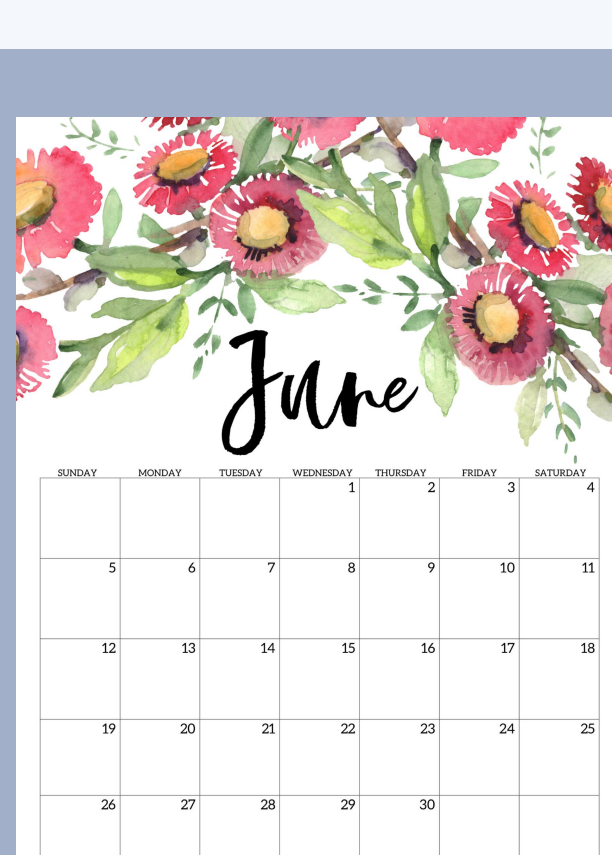 June
SUNDAY MONDAY TUESDAY WEDNESDAY THURSDAY FRIDAY SATURDAY
1 2 3 4
5 6 7 8 9 10 11
12 13 14 15 16 17 18
19 20 21 22 23 24 25
26 27 28 29 30